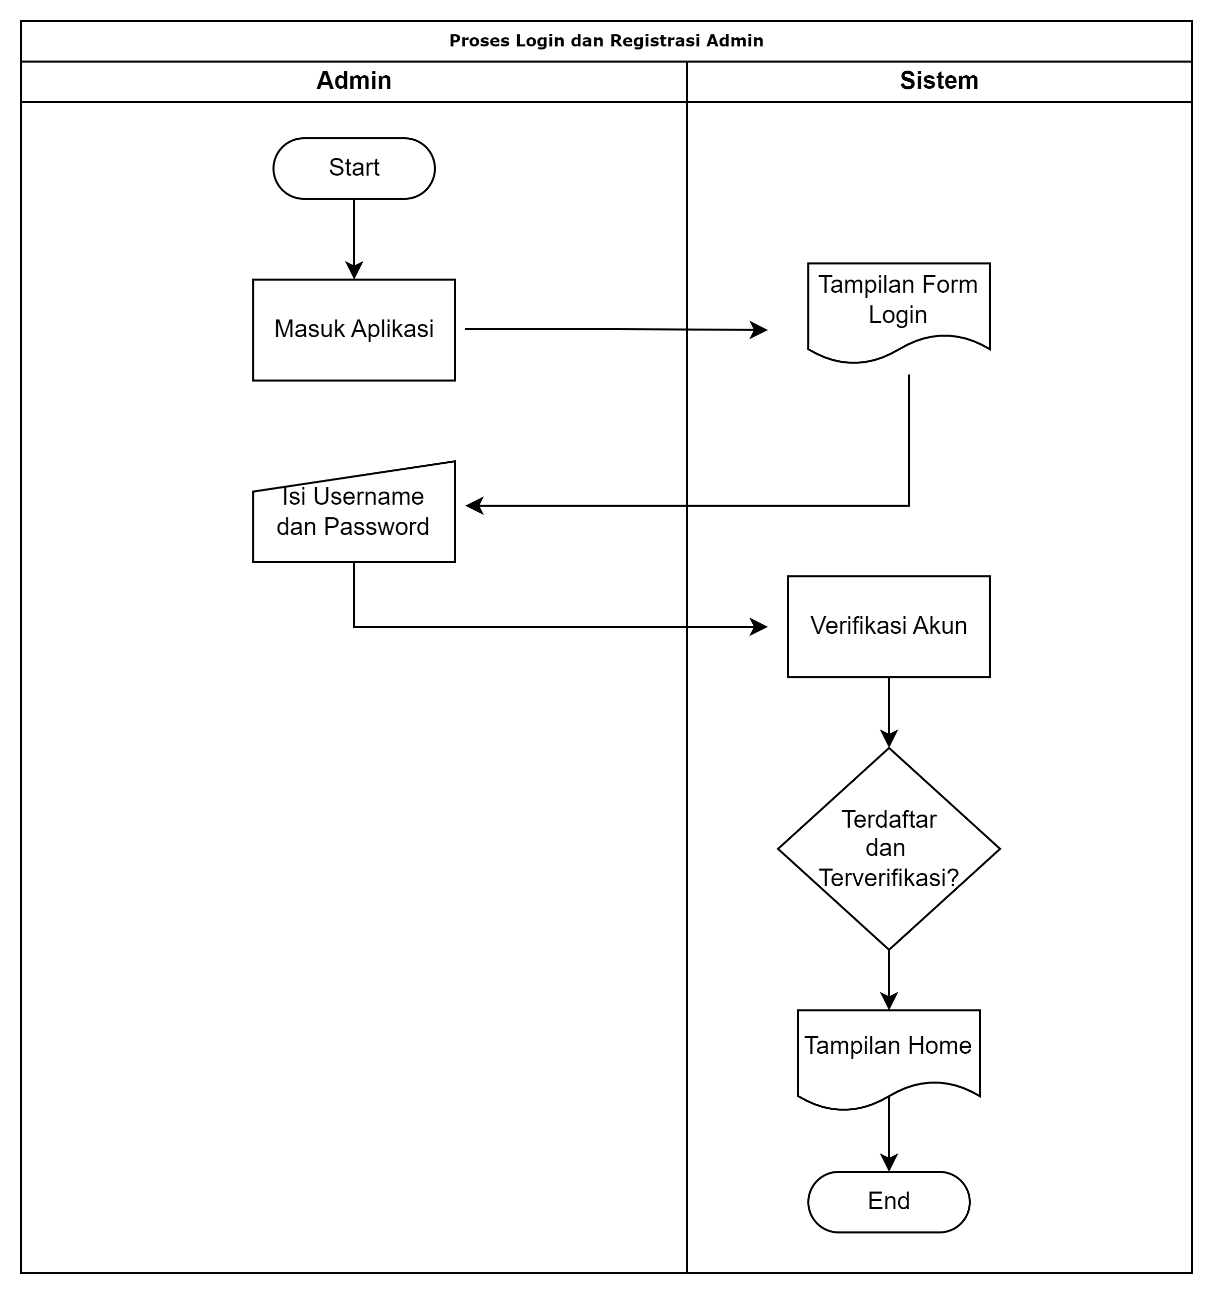 Proses Login dan Registrasi Admin
Admin
Sistem
Start
Masuk Aplikasi
Tampilan Form
Login
Isi Username
dan Password
Verifikasi Akun
Terdaftar
dan
Terverifikasi?
Tampilan Home
End